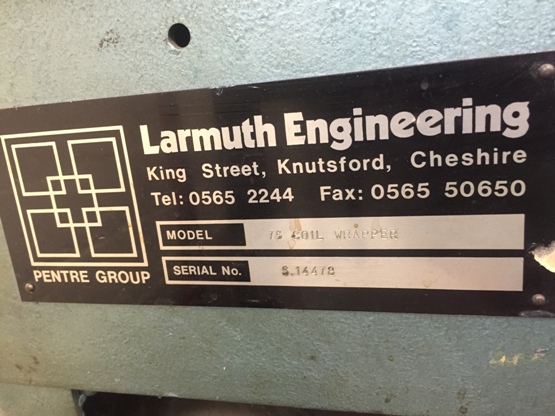 Larmuth Engineering
King Street, Knutsford, Cheshire
Tel: 0565 2244 Fax: 0565 50650
MODEL 75 COIL WRAPPER
SERIAL No. S.14478
PENTRE GROUP